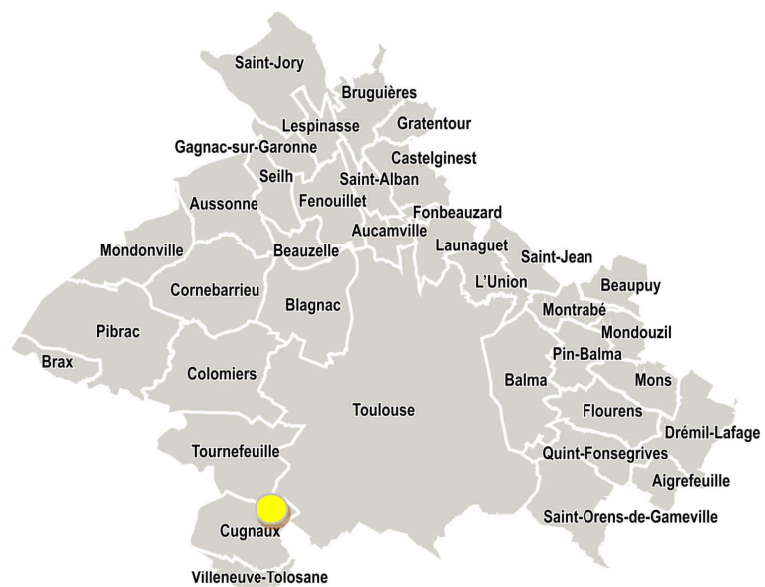 Saint-Jory
Bruguières
Lespinasse
Gratentour
Gagnac-sur-Garonne
Castelginest
Seilh
Saint-Alban
Aussonne
Fenouillet
Fonbeauzard
Aucamville
Mondonville
Beauzelle
Launaguet
Saint-Jean
L'Union
Beaupuy
Cornebarrieu
Blagnac
Montrabé
Pibrac
Mondouzil
Brax
Pin-Balma
Colomiers
Balma
Mons
Toulouse
Flourens
Drémil-Lafage
Tournefeuille
Quint-Fonsegrives
Aigrefeuille
Saint-Orens-de-Gameville
Cugnaux
Villeneuve-Tolosane